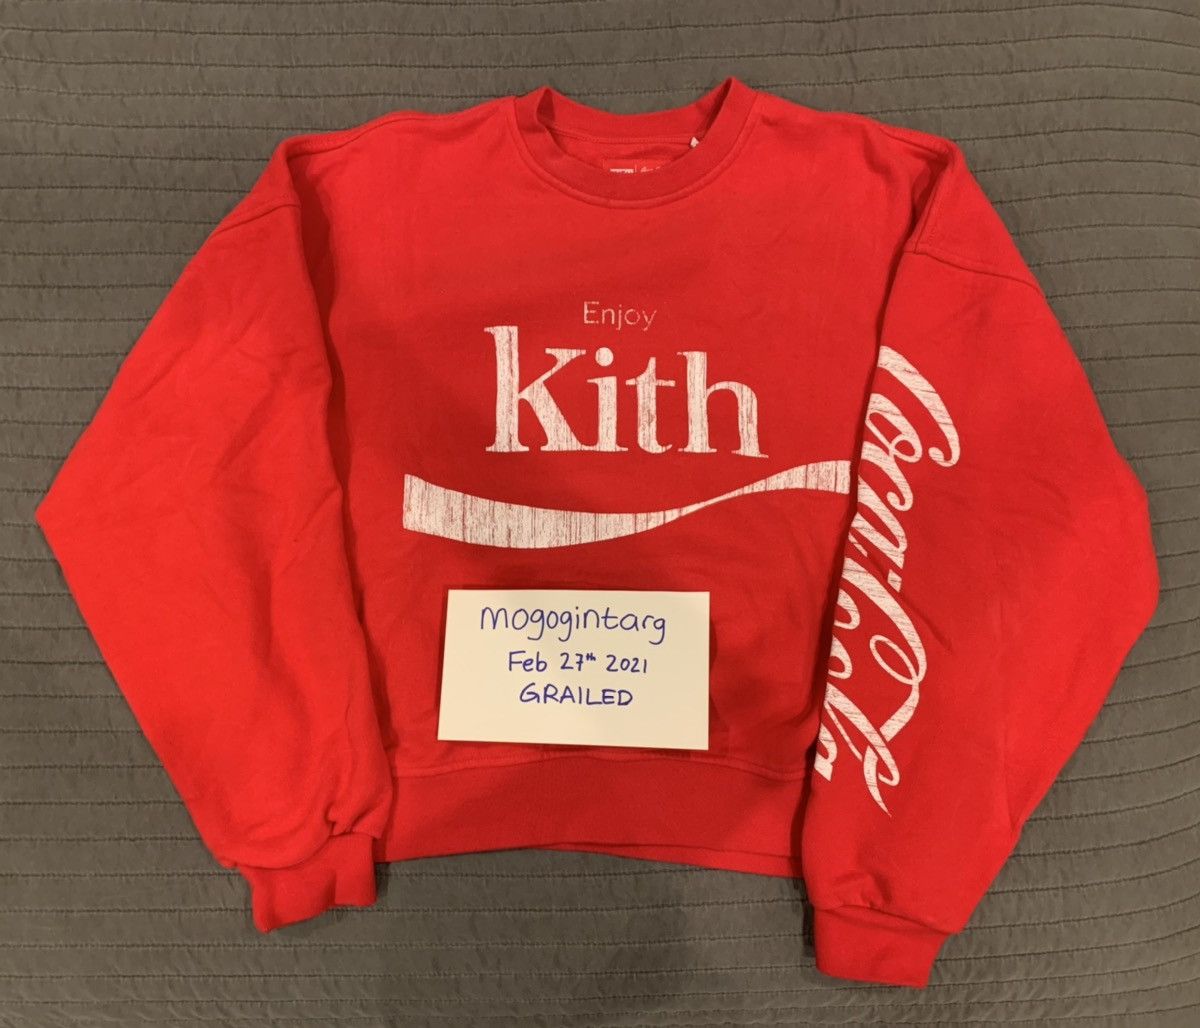 Enjoy
Kith
Coca-Cola
mogogintarg
Feb 27th 2021
GRAILED